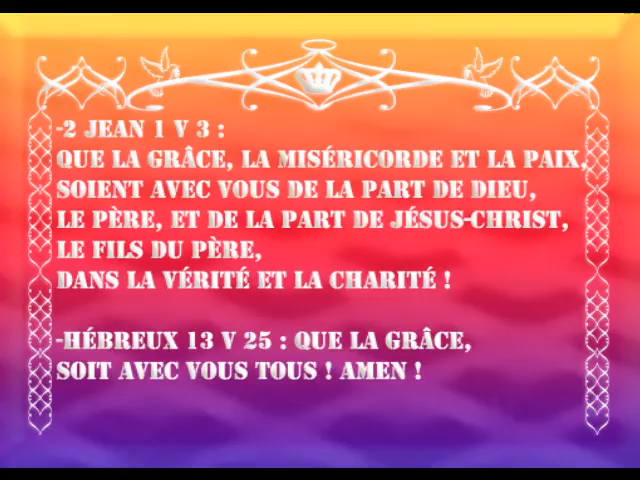 -2 JEAN 1 V 3 :
QUE LA GRÂCE, LA MISÉRICORDE ET LA PAIX,
SOIENT AVEC VOUS DE LA PART DE DIEU,
LE PÈRE, ET DE LA PART DE JÉSUS-CHRIST,
LE FILS DU PÈRE,
DANS LA VÉRITÉ ET LA CHARITÉ !
-HÉBREUX 13 V 25 : QUE LA GRÂCE,
SOIT AVEC VOUS TOUS ! AMEN !